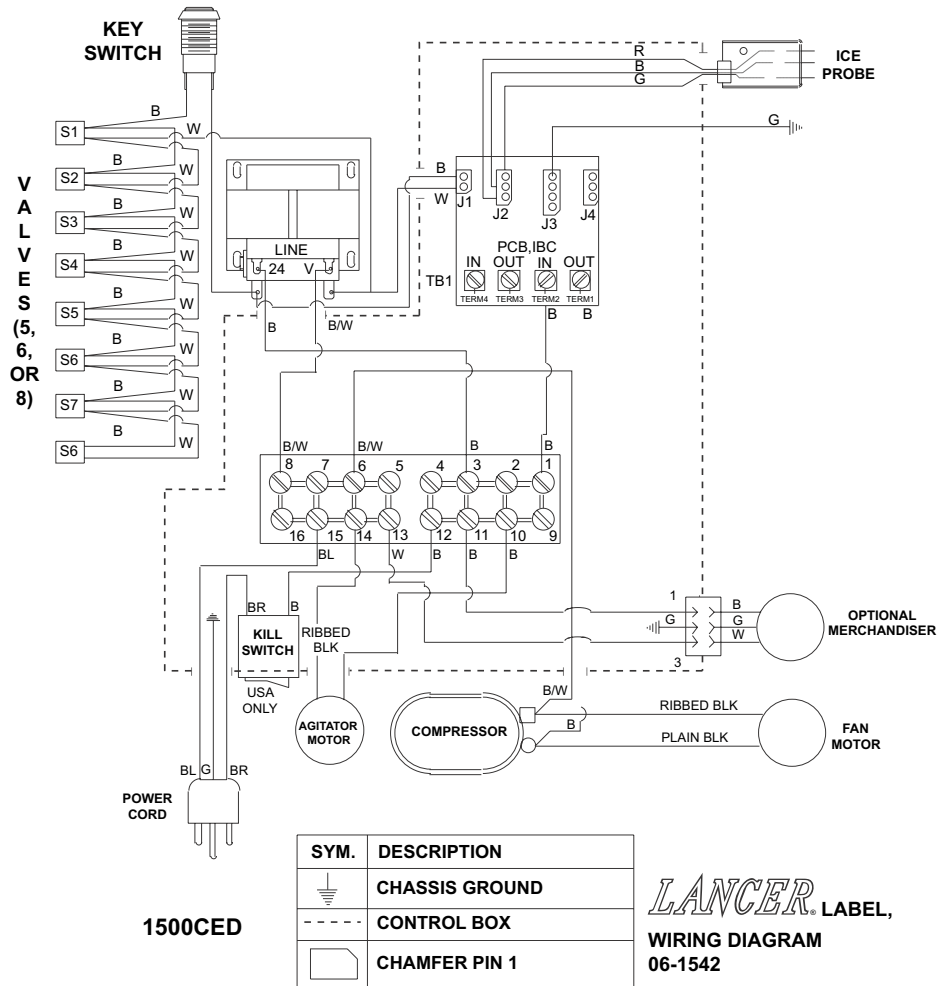 KEY
SWITCH
ICE
PROBE
R
B
G
G
B
W
S1
B
W
S2
B
W
S3
B
W
S4
B
W
S5
B
W
S6
B
W
S7
B
W
S6
VALVES
(5,
6,
OR
8)
LINE
24 V
B
W
J1
J2
J3
J4
PCB,IBC
IN OUT IN OUT
TB1
TERM4 TERM3 TERM2 TERM1
B B
B B/W
B/W B/W B B
8 7 6 5 4 3 2 1
16 15 14 13 12 11 10 9
BL W B B B
BR B
KILL
SWITCH
USA
ONLY
RIBBED
BLK
AGITATOR
MOTOR
1
G
3
B
G
W
OPTIONAL
MERCHANDISER
B/W
B
COMPRESSOR
RIBBED BLK
PLAIN BLK
FAN
MOTOR
BL G BR
POWER
CORD
SYM. DESCRIPTION
CHASSIS GROUND
CONTROL BOX
CHAMFER PIN 1
1500CED
LANCER® LABEL,
WIRING DIAGRAM
06-1542